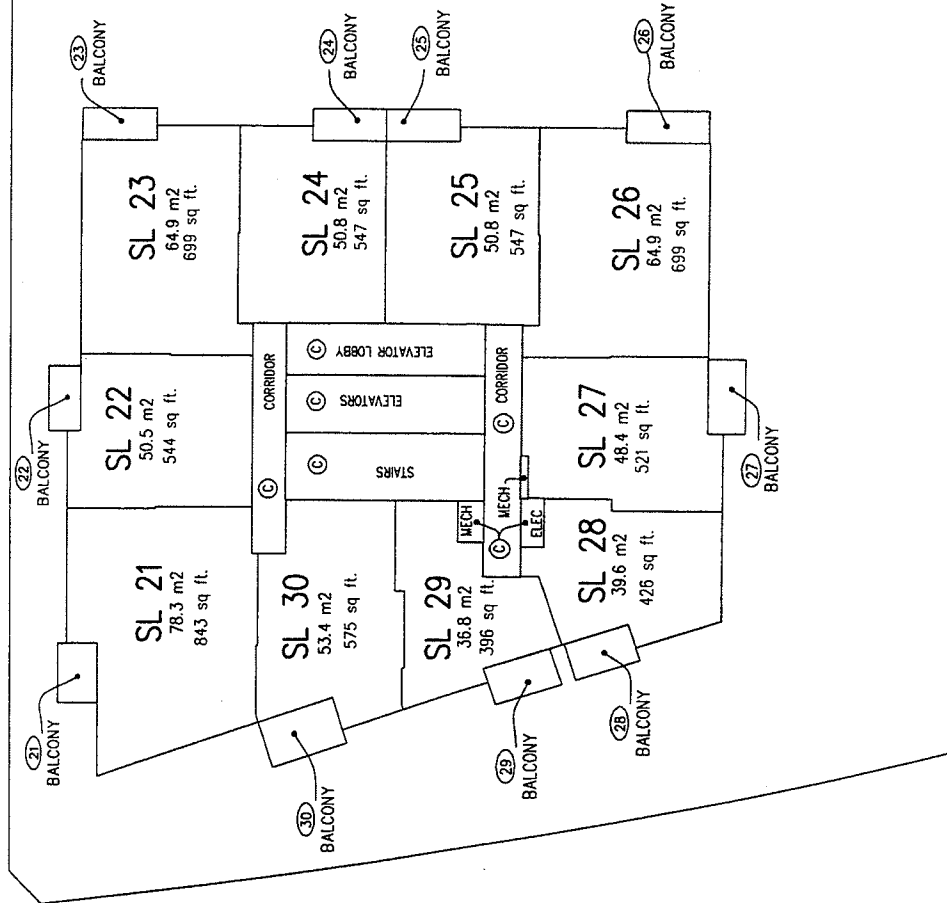 23
BALCONY
24
BALCONY
25
BALCONY
26
BALCONY
SL 23
64.9 m2
699 sq ft.
SL 24
50.8 m2
547 sq ft.
SL 25
50.8 m2
547 sq ft.
SL 26
64.9 m2
699 sq ft.
22
BALCONY
SL 22
50.5 m2
544 sq ft.
CORRIDOR
C
C
ELEVATOR LOBBY
C
ELEVATORS
C
STAIRS
CORRIDOR
C
MECH
MECH
C
ELEC
SL 27
48.4 m2
521 sq ft.
27
BALCONY
SL 21
78.3 m2
843 sq ft.
SL 30
53.4 m2
575 sq ft.
SL 29
36.8 m2
396 sq ft.
SL 28
39.6 m2
426 sq ft.
21
BALCONY
30
BALCONY
29
BALCONY
28
BALCONY